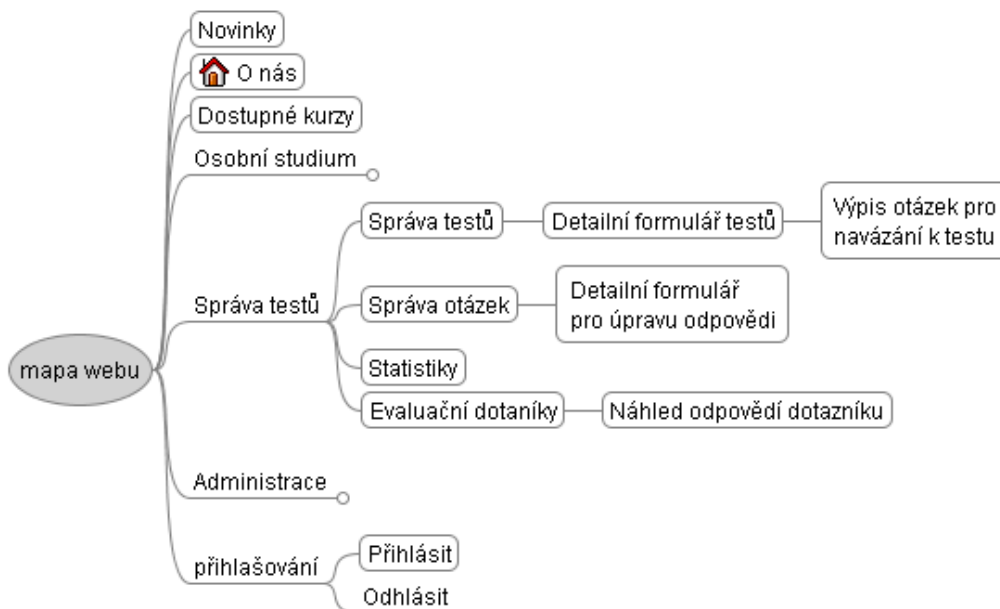 Novinky
O nás
Dostupné kurzy
Osobní studium
Správa testů
Detailní formulář testů
Výpis otázek pro
navázání k testu
Správa testů
Správa otázek
Detailní formulář
pro úpravu odpovědi
Statistiky
mapa webu
Evaluační dotaníky
Náhled odpovědí dotazníku
Administrace
přihlašování
Přihlásit
Odhlásit